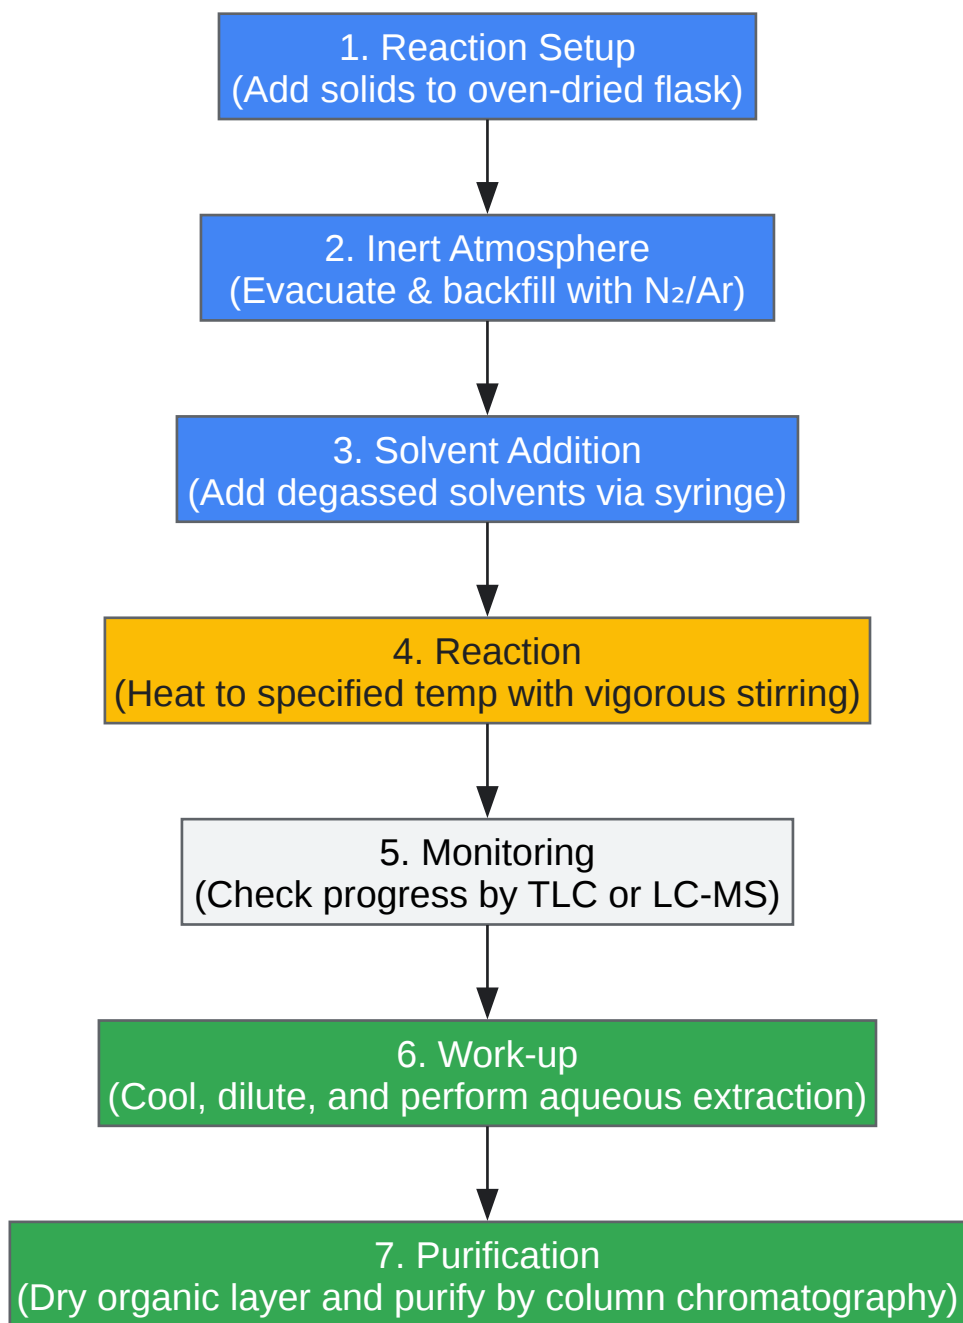 1. Reaction Setup
(Add solids to oven-dried flask)
2. Inert Atmosphere
(Evacuate & backfill with N₂/Ar)
3. Solvent Addition
(Add degassed solvents via syringe)
4. Reaction
(Heat to specified temp with vigorous stirring)
5. Monitoring
(Check progress by TLC or LC-MS)
6. Work-up
(Cool, dilute, and perform aqueous extraction)
7. Purification
(Dry organic layer and purify by column chromatography)